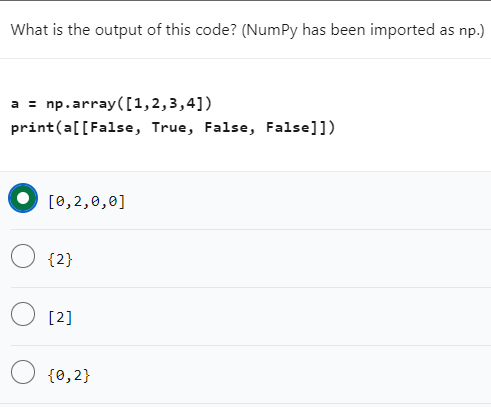 What is the output of this code? (NumPy has been imported as np.)
a = np.array([1,2,3,4])
print(a[[False, True, False, False]])
[0,2,0,0]
{2}
[2]
{0,2}